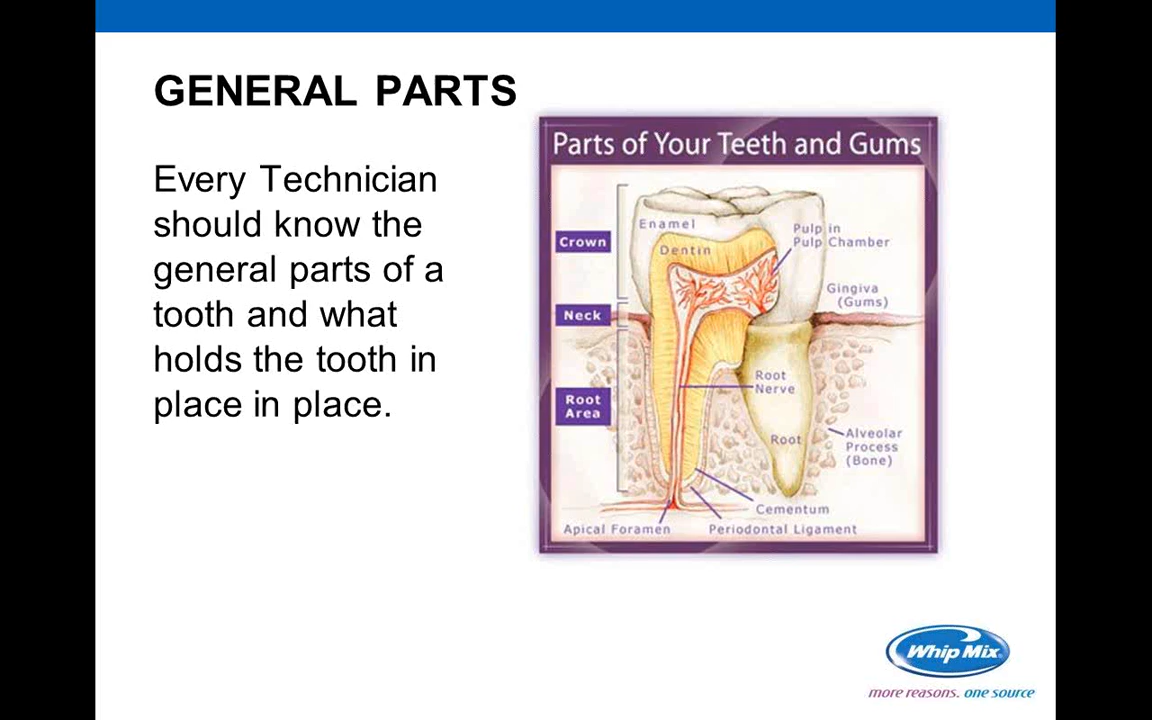 GENERAL PARTS
Every Technician
should know the
general parts of a
tooth and what
holds the tooth in
place in place.
Parts of Your Teeth and Gums
Enamel
Dentin
Crown
Pulp in
Pulp Chamber
Gingiva
(Gums)
Neck
Root
Nerve
Root
Area
Root
Alveolar
Process
(Bone)
Cementum
Apical Foramen
Periodontal Ligament
Whip Mix
more reasons. one source